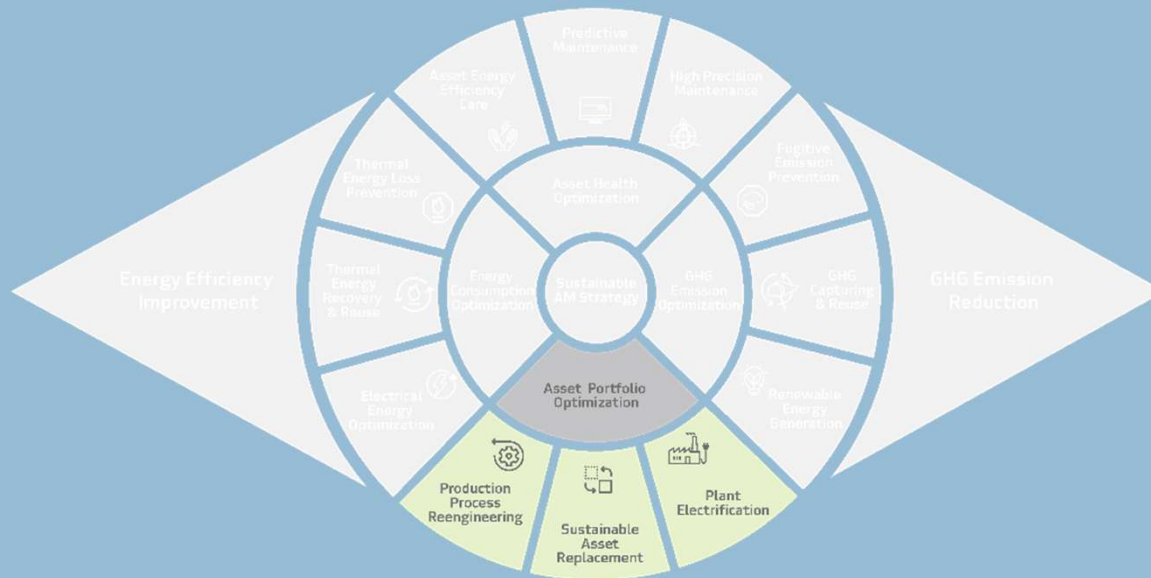 Predictive
Maintenance
Asset Energy
Efficiency
Care
High Precision
Maintenance
Thermal
Energy Loss
Prevention
Fugitive
Emission
Prevention
Asset Health
Optimization
Energy Efficiency
Improvement
Thermal
Energy
Recovery
& Reuse
Energy
Consumption
Optimization
Sustainable
AM Strategy
GHG
Emission
Optimization
GHG
Capturing
& Reuse
GHG Emission
Reduction
Electrical
Energy
Optimization
Asset Portfolio
Optimization
Renewable
Energy
Generation
Production
Process
Reengineering
Sustainable
Asset
Replacement
Plant
Electrification